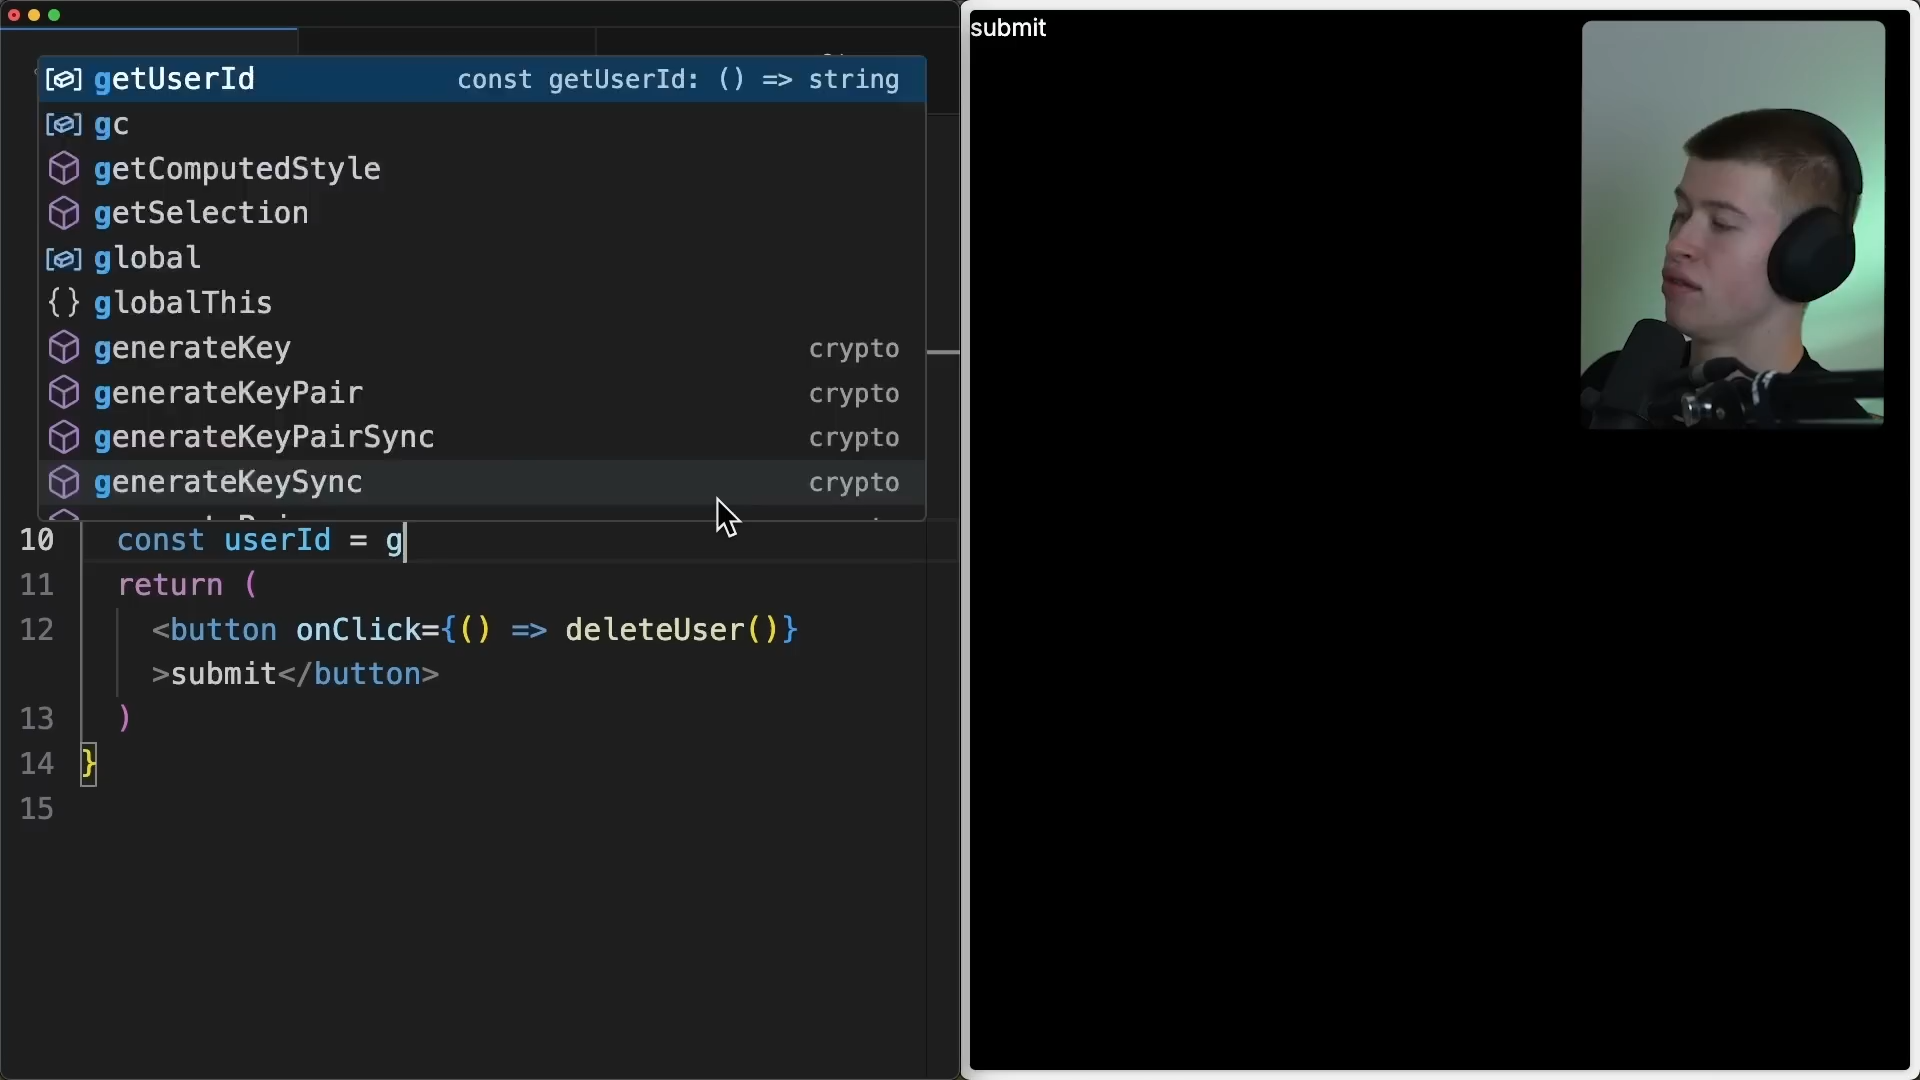 submit
getUserId const getUserId: () => string
gc
getComputedStyle
getSelection
global
globalThis
generateKey crypto
generateKeyPair crypto
generateKeyPairSync crypto
generateKeySync crypto
10 const userId = g
11 return (
12 <button onClick={() => deleteUser()}
>submit</button>
13 )
14 }
15